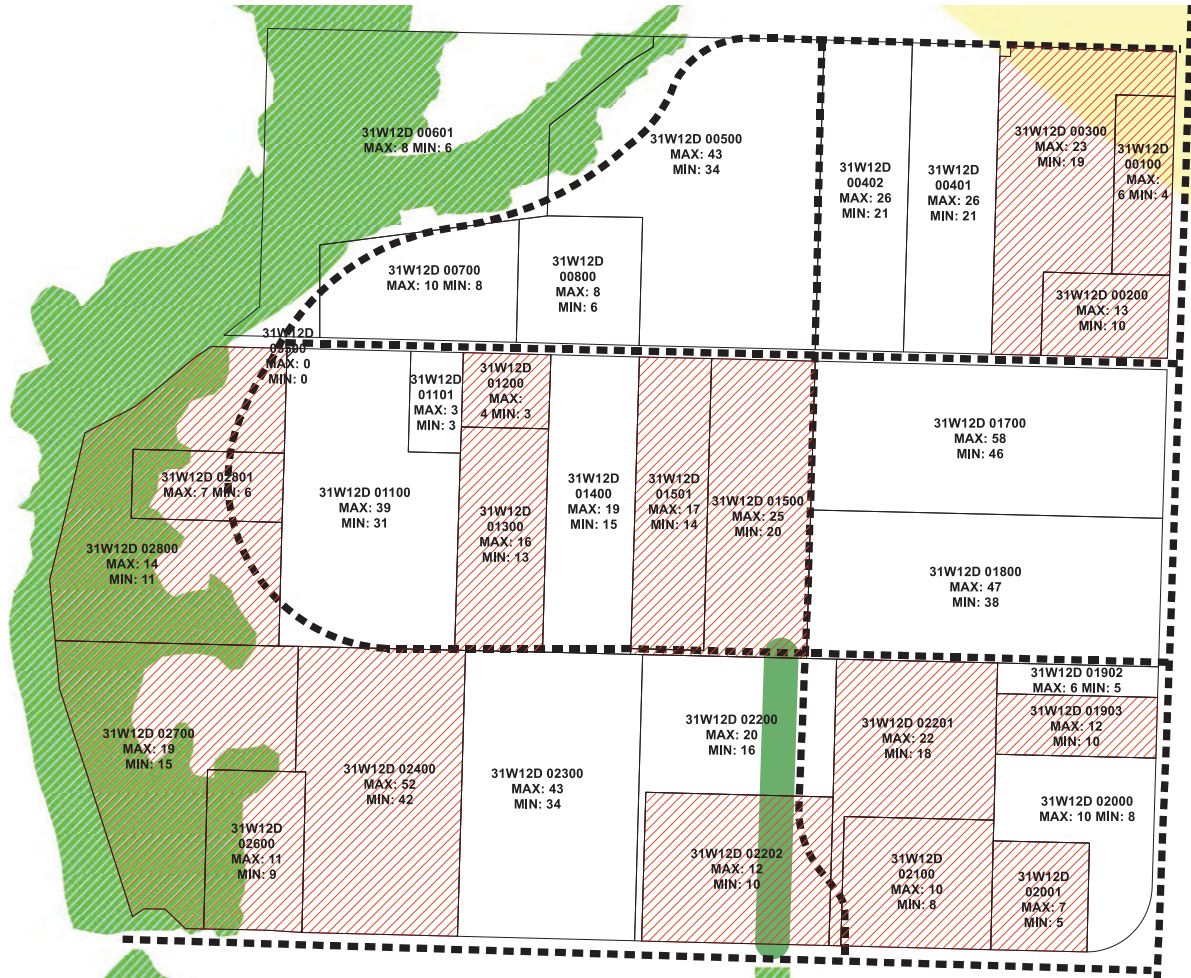 31W12D 00601
MAX: 8 MIN: 6
31W12D 00500
MAX: 43
MIN: 34
31W12D
00402
MAX: 26
MIN: 21
31W12D
00401
MAX: 26
MIN: 21
31W12D 00300
MAX: 23
MIN: 19
31W12D
00100
MAX:
6 MIN: 4
31W12D 00700
MAX: 10 MIN: 8
31W12D
00800
MAX: 8
MIN: 6
31W12D 00200
MAX: 13
MIN: 10
31W12D
MAX: 0
MIN: 0
31W12D
01101
MAX: 3
MIN: 3
31W12D
01200
MAX:
4 MIN: 3
31W12D 01700
MAX: 58
MIN: 46
31W12D 02801
MAX: 7 MIN: 6
31W12D 01100
MAX: 39
MIN: 31
31W12D
01300
MAX: 16
MIN: 13
31W12D
01400
MAX: 19
MIN: 15
31W12D
01501
MAX: 17
MIN: 14
31W12D 01500
MAX: 25
MIN: 20
31W12D 02800
MAX: 14
MIN: 11
31W12D 01800
MAX: 47
MIN: 38
31W12D 01902
MAX: 6 MIN: 5
31W12D 01903
MAX: 12
MIN: 10
31W12D 02700
MAX: 19
MIN: 15
31W12D 02400
MAX: 52
MIN: 42
31W12D 02300
MAX: 43
MIN: 34
31W12D 02200
MAX: 20
MIN: 16
31W12D 02201
MAX: 22
MIN: 18
31W12D 02000
MAX: 10 MIN: 8
31W12D
02600
MAX: 11
MIN: 9
31W12D 02202
MAX: 12
MIN: 10
31W12D
02100
MAX: 10
MIN: 8
31W12D
02001
MAX: 7
MIN: 5